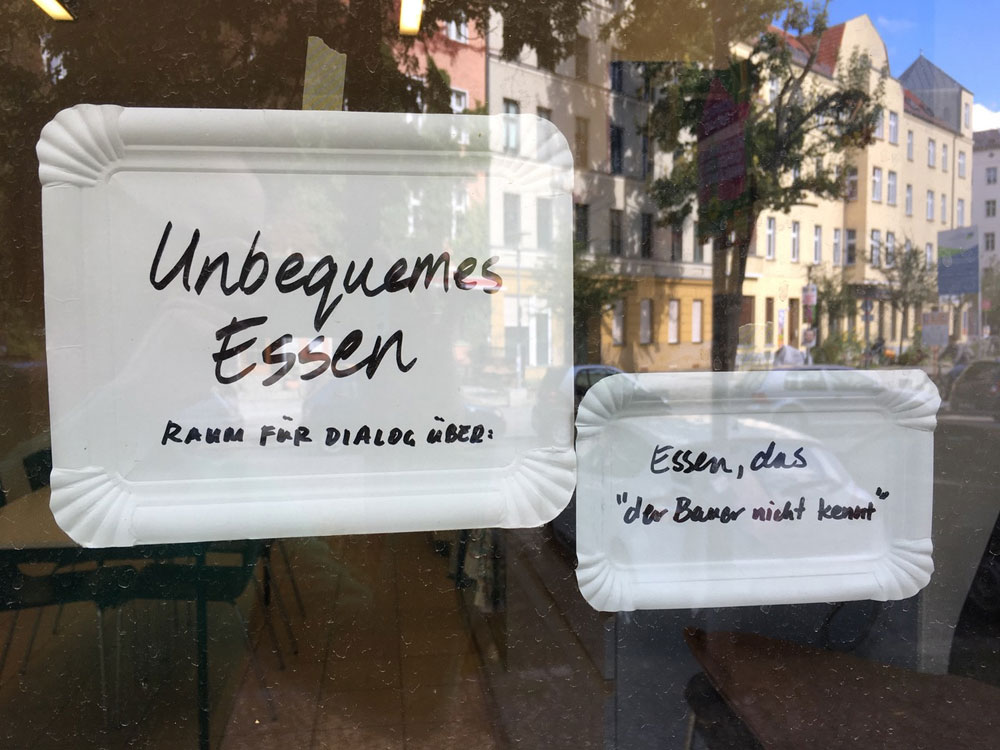 Unbequemes
Essen
RAUM FÜR DIALOG ÜBER:
Essen, das
"der Bauer nicht kennt"